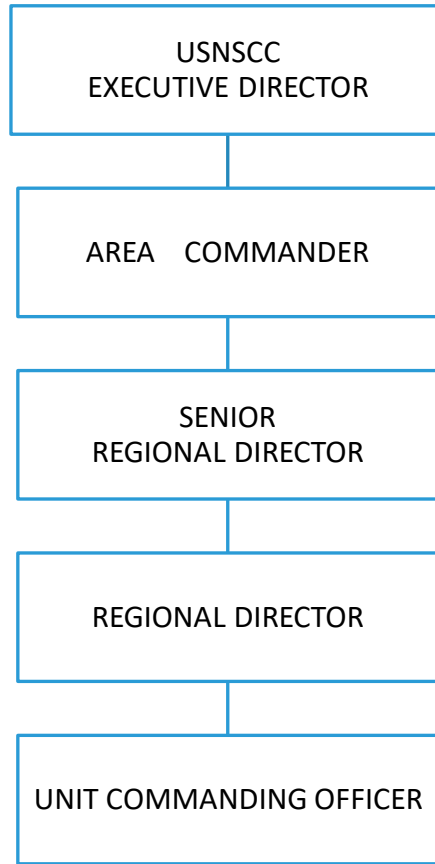 USNSCC
EXECUTIVE DIRECTOR
AREA COMMANDER
SENIOR
REGIONAL DIRECTOR
REGIONAL DIRECTOR
UNIT COMMANDING OFFICER